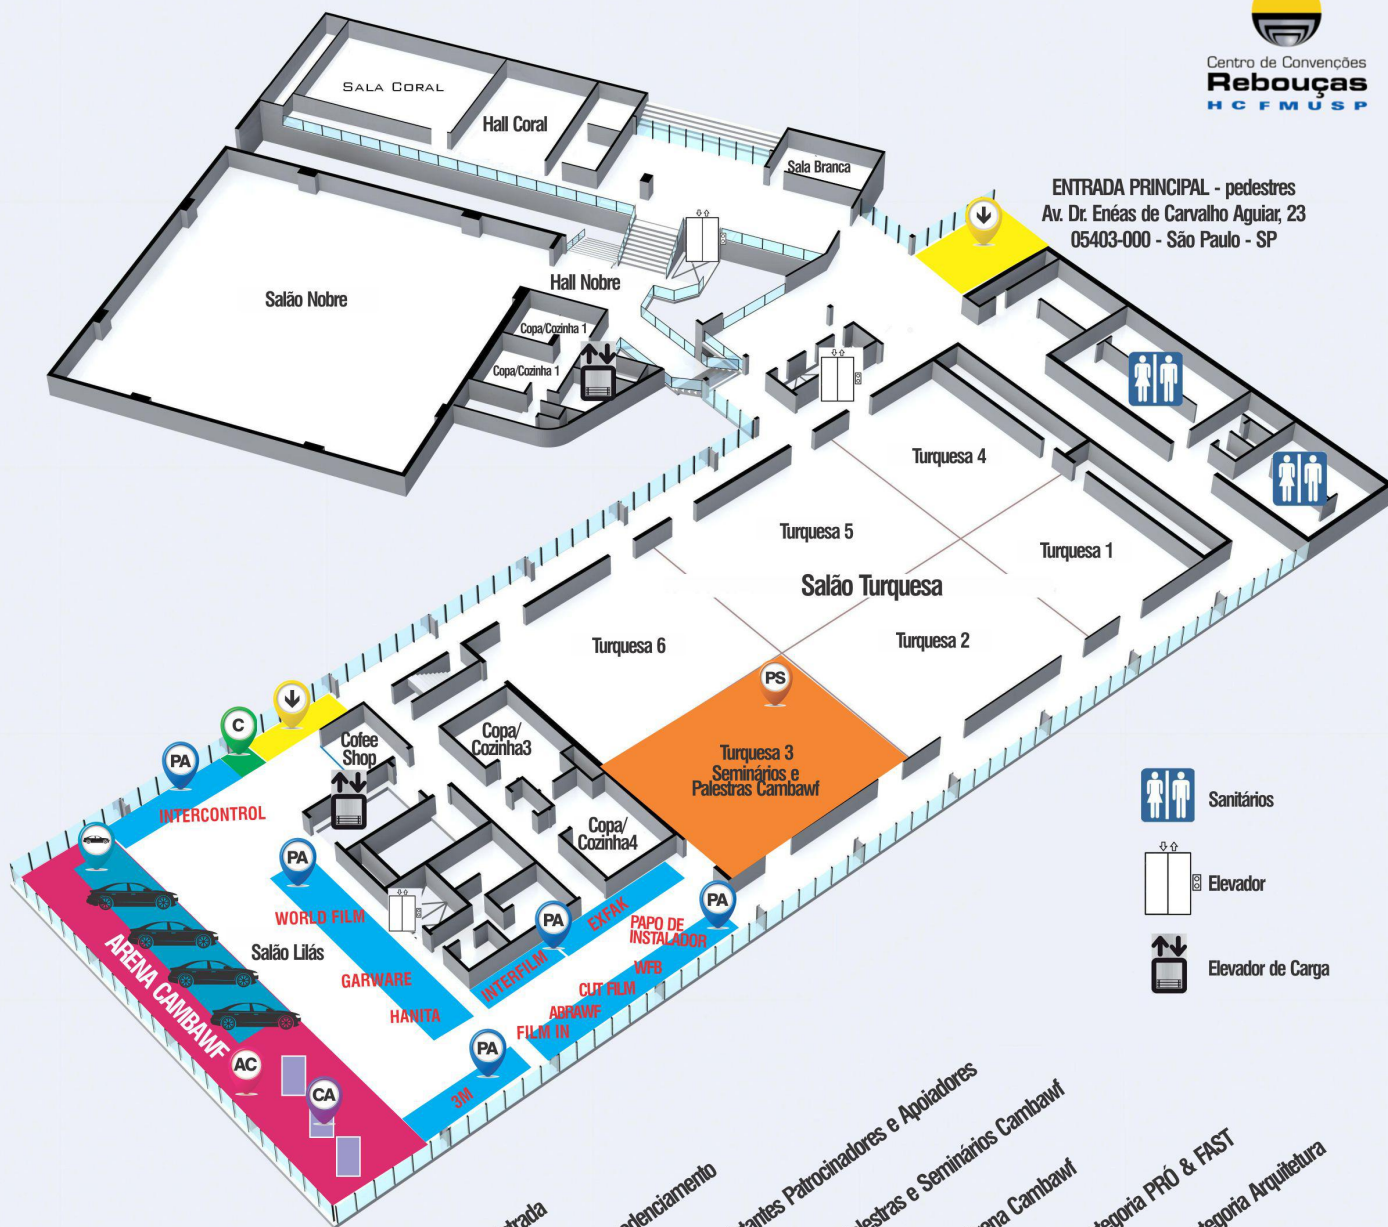 Centro de Convenções
Rebouças
HCFMUSP
ENTRADA PRINCIPAL - pedestres
Av. Dr. Enéas de Carvalho Aguiar, 23
05403-000 - São Paulo - SP
SALA CORAL
Hall Coral
Sala Branca
Salão Nobre
Hall Nobre
Copa/Cozinha 1
Copa/Cozinha 1
Turquesa 4
Turquesa 5
Turquesa 1
Salão Turquesa
Turquesa 6
Turquesa 2
PS
Turquesa 3
Seminários e
Palestras Cambawf
C
PA
INTERCONTROL
Cofee
Shop
Copa/
Cozinha3
Copa/
Cozinha4
PA
WORLD FILM
GARWARE
HANITA
Salão Lilás
PA
EXFAK
INTERFILM
PA
PAPO DE
INSTALADOR
WFB
CUT FILM
ABRAWF
FILM IN
PA
3M
ARENA CAMBAWF
AC
CA
Sanitários
Elevador
Elevador de Carga
Patrocinadores e Apoiadores
e Seminários Cambawf
Cambawf
PRÓ & FAST
Arquitetura